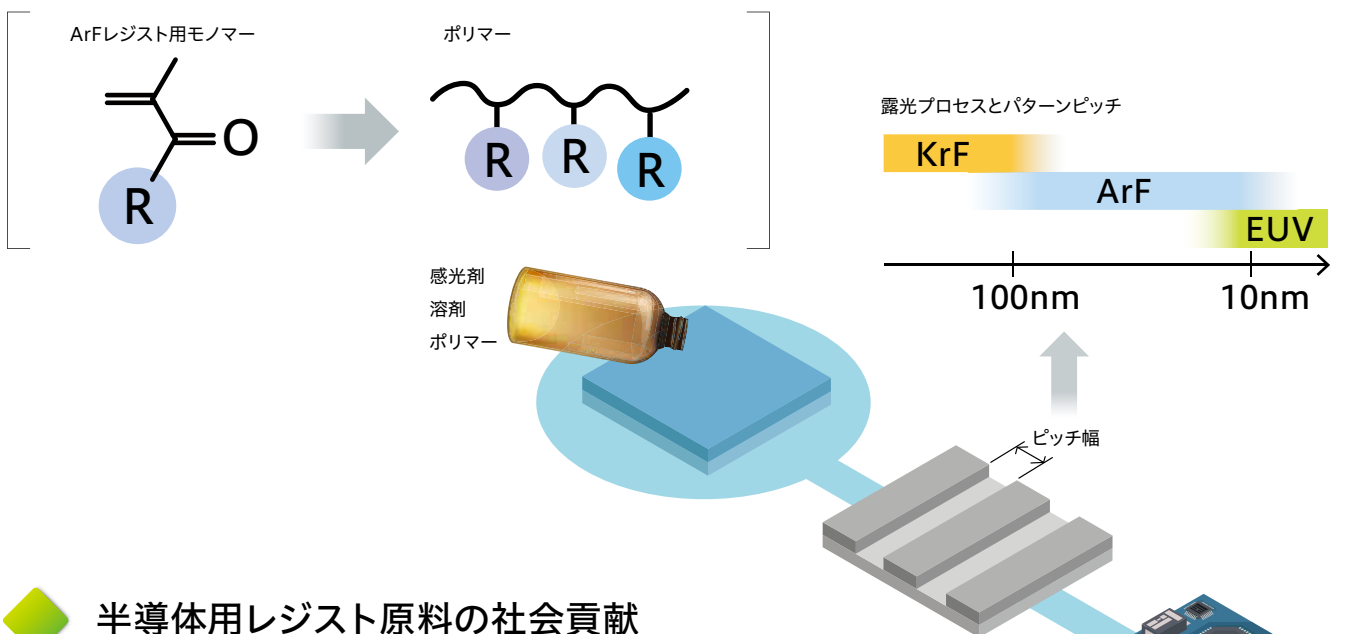 ArFレジスト用モノマー
O
R
ポリマー
R R R
露光プロセスとパターンピッチ
KrF
ArF
EUV
100nm 10nm
感光剤
溶剤
ポリマー
ピッチ幅
半導体用レジスト原料の社会貢献